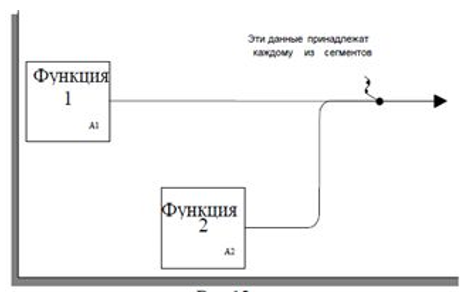 Эти данные принадлежат
каждому из сегментов
Функция
1
A1
Функция
2
A2